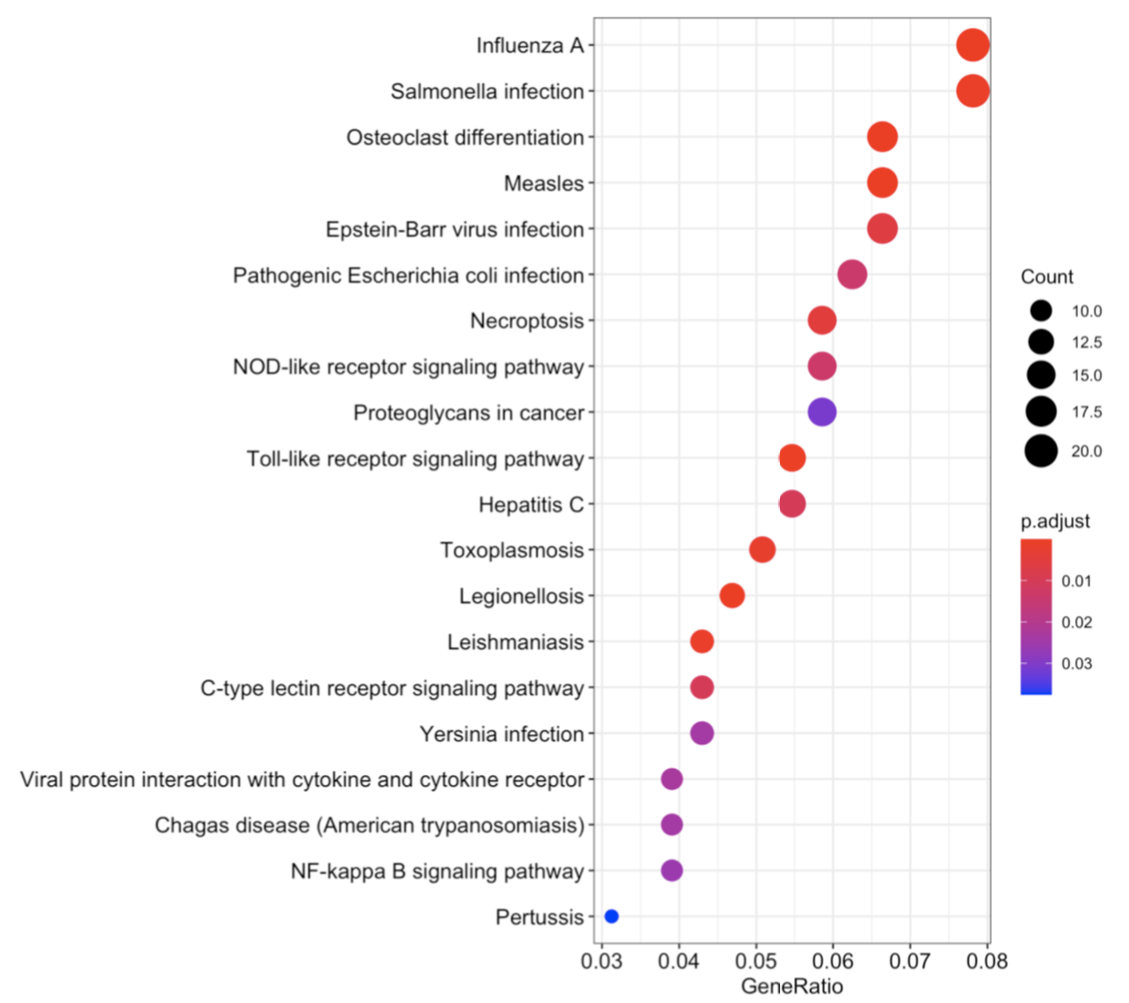 Influenza A
Salmonella infection
Osteoclast differentiation
Measles
Epstein-Barr virus infection
Pathogenic Escherichia coli infection
Necroptosis
NOD-like receptor signaling pathway
Proteoglycans in cancer
Toll-like receptor signaling pathway
Hepatitis C
Toxoplasmosis
Legionellosis
Leishmaniasis
C-type lectin receptor signaling pathway
Yersinia infection
Viral protein interaction with cytokine and cytokine receptor
Chagas disease (American trypanosomiasis)
NF-kappa B signaling pathway
Pertussis
0.03 0.04 0.05 0.06 0.07 0.08
GeneRatio
Count
10.0
12.5
15.0
17.5
20.0
p.adjust
0.01
0.02
0.03